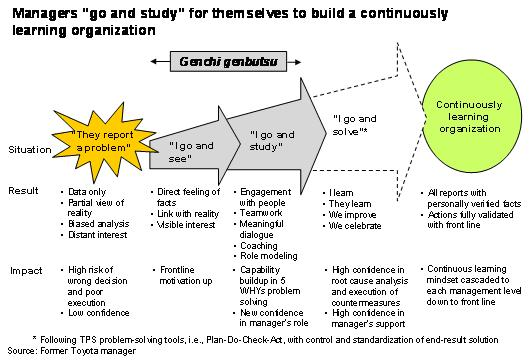 Managers "go and study" for themselves to build a continuously
learning organization
Genchi genbutsu
Situation
"They report
a problem"
"I go and
see"
"I go and
study"
"I go and
solve"*
Continuously
learning
organization
Result
• Data only
• Partial view of
reality
• Biased analysis
• Distant interest
• Direct feeling of
facts
• Link with reality
• Visible interest
• Engagement
with people
• Teamwork
• Meaningful
dialogue
• Coaching
• Role modeling
• I learn
• They learn
• We improve
• We celebrate
• All reports with
personally verified facts
• Actions fully validated
with front line
Impact
• High risk of
wrong decision
and poor
execution
• Low confidence
• Frontline
motivation up
• Capability
buildup in 5
WHYs problem
solving
• New confidence
in manager's role
• High confidence in
root cause analysis
and execution of
countermeasures
• High confidence in
manager's support
• Continuous learning
mindset cascaded to
each management level
down to front line
* Following TPS problem-solving tools, i.e., Plan-Do-Check-Act, with control and standardization of end-result solution
Source: Former Toyota manager